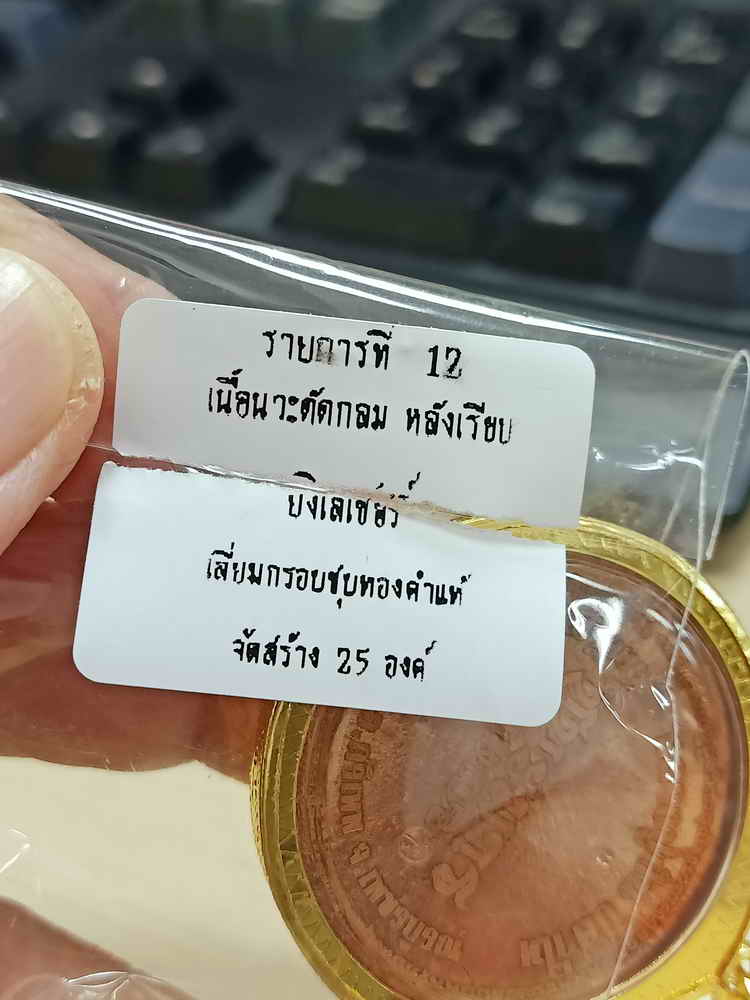 รายการที่ 12
เนื้อนวะตัดกลม หลังเรียบ
ยิงเลเซอร์
เลี่ยมกรอบชุบทองคำแท้
จัดสร้าง 25 องค์